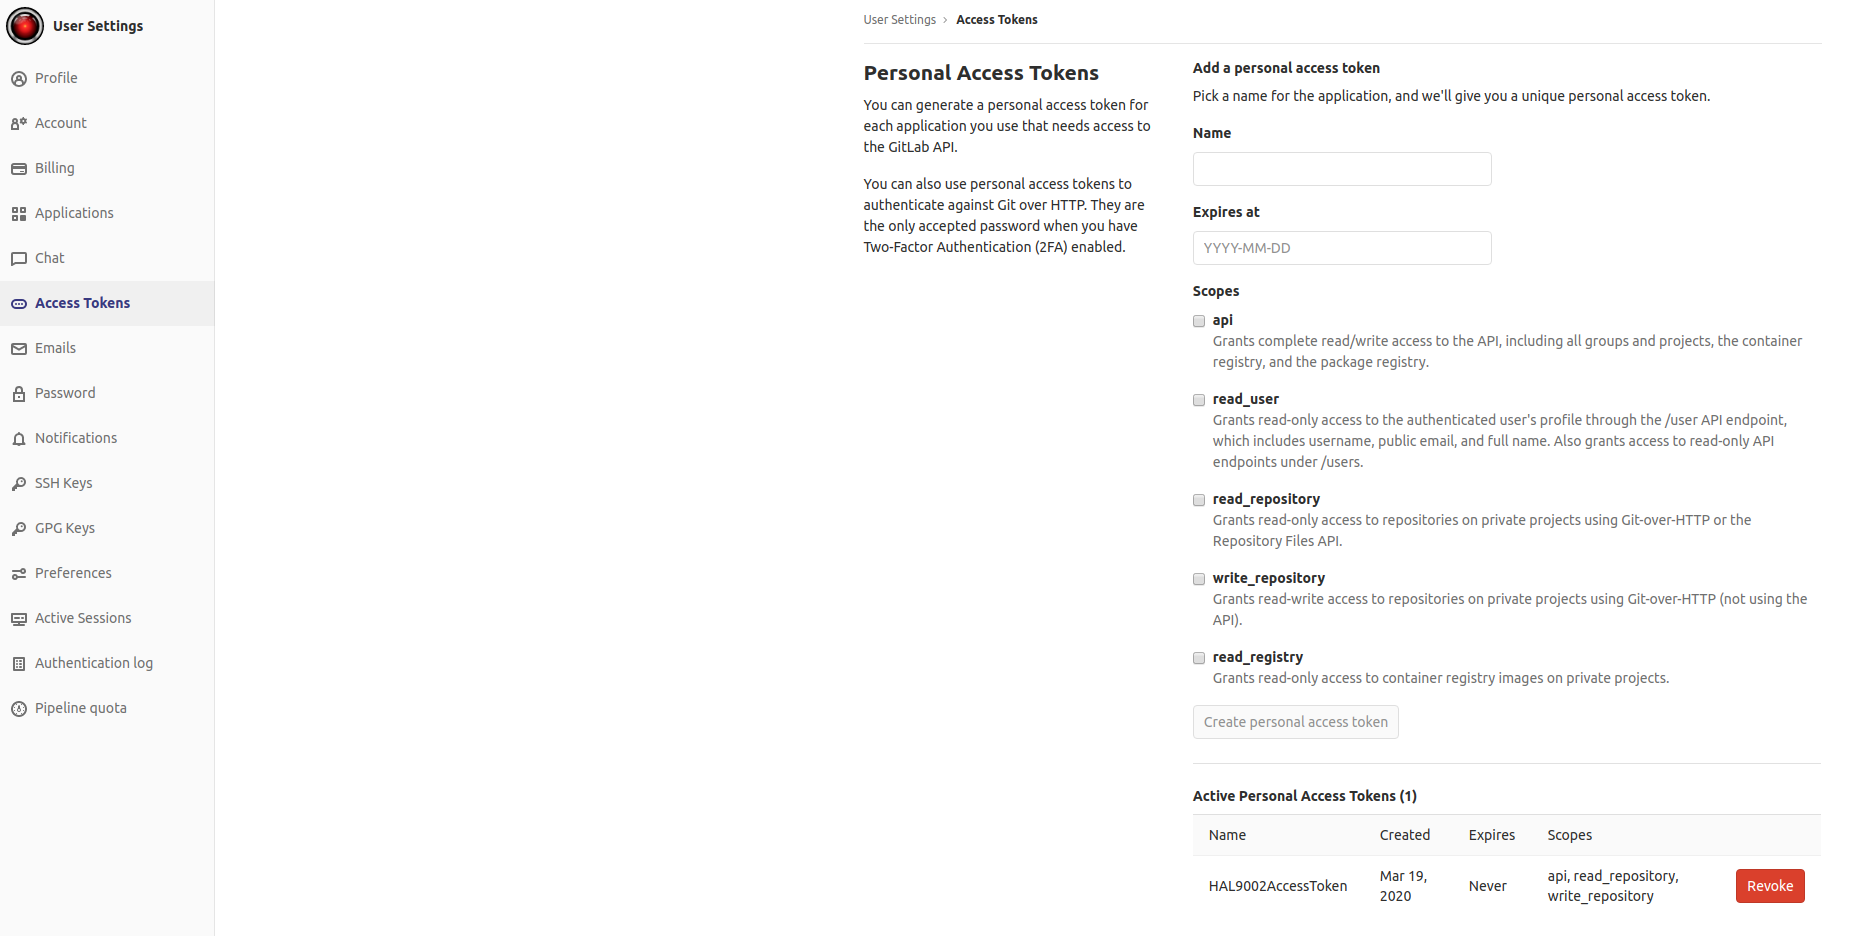 User Settings
Profile
Account
Billing
Applications
Chat
Access Tokens
Emails
Password
Notifications
SSH Keys
GPG Keys
Preferences
Active Sessions
Authentication log
Pipeline quota
User Settings › Access Tokens
Personal Access Tokens
You can generate a personal access token for
each application you use that needs access to
the GitLab API.
You can also use personal access tokens to
authenticate against Git over HTTP. They are
the only accepted password when you have
Two-Factor Authentication (2FA) enabled.
Add a personal access token
Pick a name for the application, and we'll give you a unique personal access token.
Name
Expires at
YYYY-MM-DD
Scopes
api
Grants complete read/write access to the API, including all groups and projects, the container
registry, and the package registry.
read_user
Grants read-only access to the authenticated user's profile through the /user API endpoint,
which includes username, public email, and full name. Also grants access to read-only API
endpoints under /users.
read_repository
Grants read-only access to repositories on private projects using Git-over-HTTP or the
Repository Files API.
write_repository
Grants read-write access to repositories on private projects using Git-over-HTTP (not using the
API).
read_registry
Grants read-only access to container registry images on private projects.
Create personal access token
Active Personal Access Tokens (1)
Name Created Expires Scopes
HAL9002AccessToken Mar 19, 2020 Never api, read_repository, write_repository Revoke